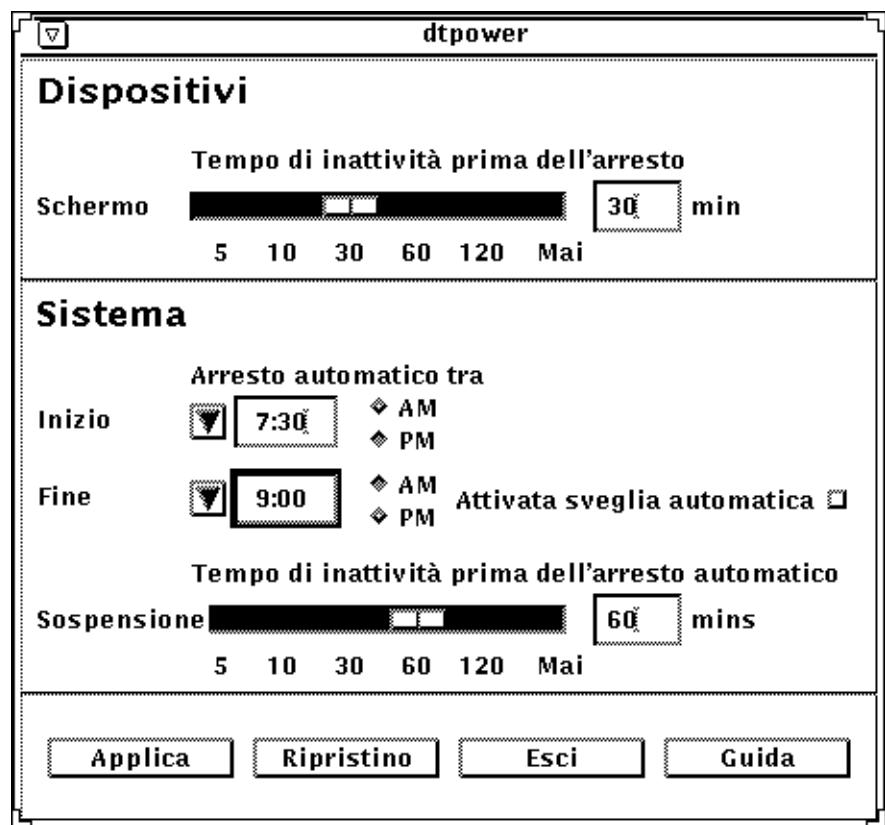 dtpower
Dispositivi
Tempo di inattività prima dell'arresto
Schermo 30 min
5 10 30 60 120 Mai
Sistema
Arresto automatico tra
Inizio 7:30 AM
PM
Fine 9:00 AM
PM
Attivata sveglia automatica
Tempo di inattività prima dell'arresto automatico
Sospensione 60 mins
5 10 30 60 120 Mai
Applica Ripristino Esci Guida